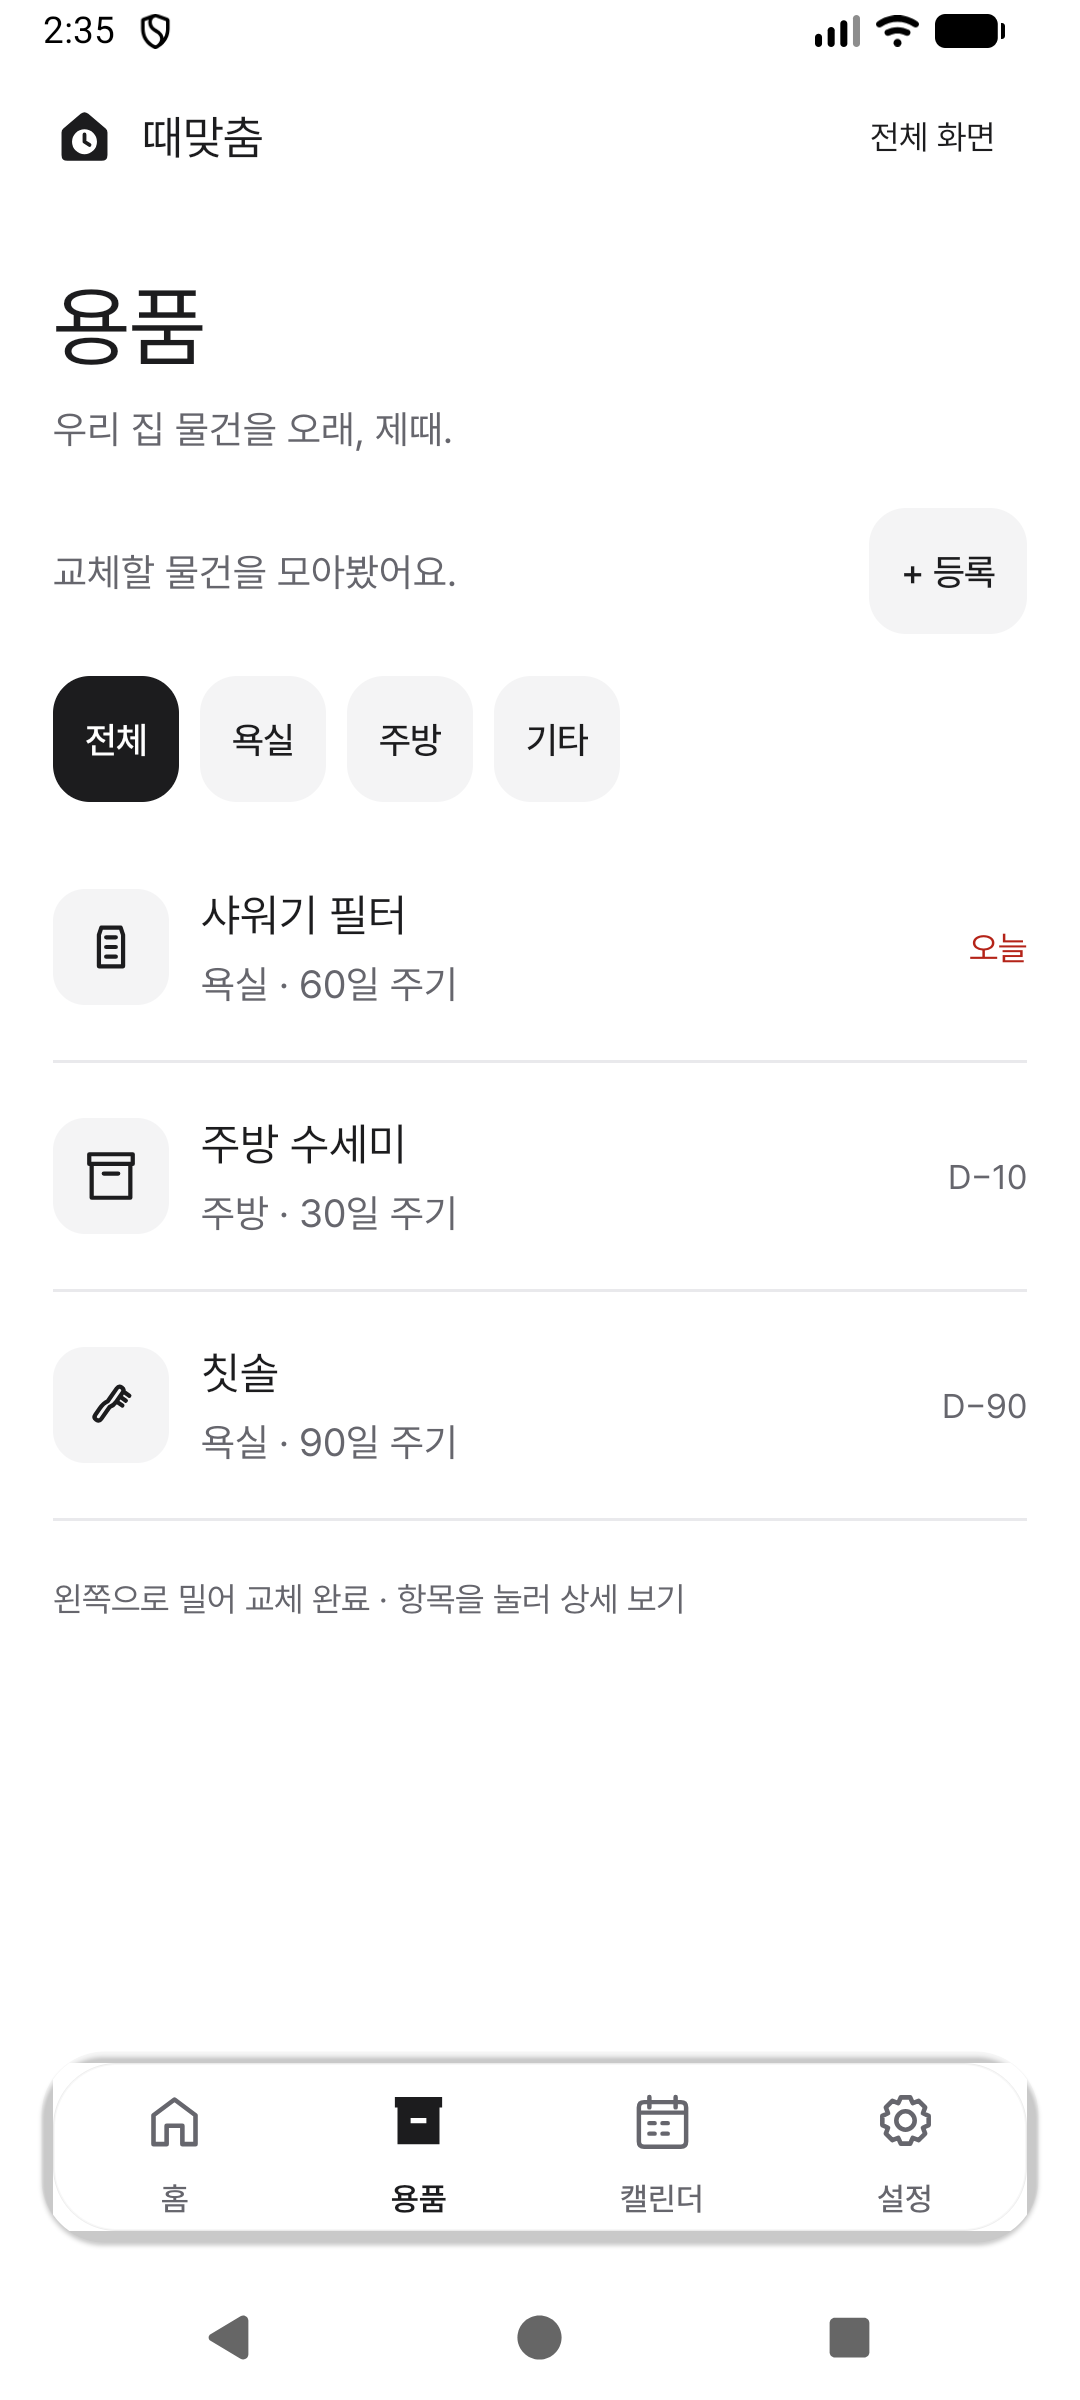 2:35
때맞춤
전체 화면
용품
우리 집 물건을 오래, 제때.
교체할 물건을 모아봤어요.
+ 등록
전체 욕실 주방 기타
샤워기 필터
욕실 · 60일 주기
오늘
주방 수세미
주방 · 30일 주기
D-10
칫솔
욕실 · 90일 주기
D-90
왼쪽으로 밀어 교체 완료 · 항목을 눌러 상세 보기
홈 용품 캘린더 설정